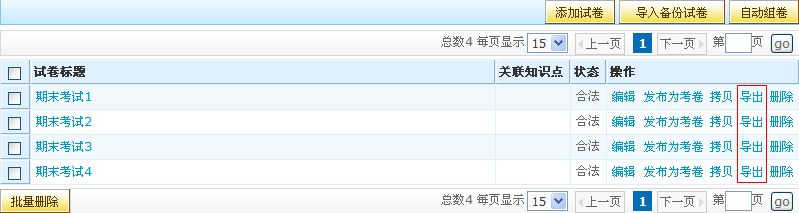 添加试卷 导入备份试卷 自动组卷
总数4 每页显示 15 上一页 1 下一页 第 页 go
试卷标题 关联知识点 状态 操作
期末考试1 合法 编辑 发布为考卷 拷贝 导出 删除
期末考试2 合法 编辑 发布为考卷 拷贝 导出 删除
期末考试3 合法 编辑 发布为考卷 拷贝 导出 删除
期末考试4 合法 编辑 发布为考卷 拷贝 导出 删除
批量删除 总数4 每页显示 15 上一页 1 下一页 第 页 go